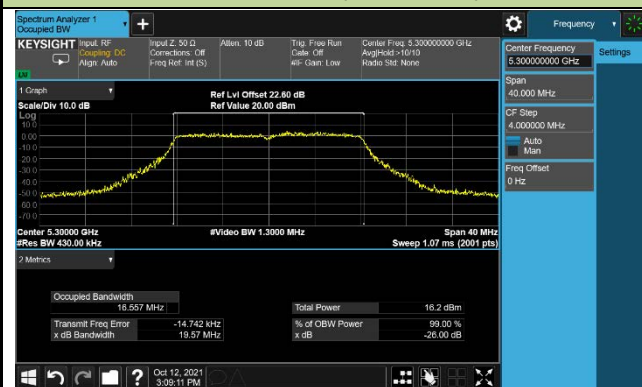 Spectrum Analyzer 1
Occupied BW
+
Frequency
KEYSIGHT
Input: RF
Coupling: DC
Align: Auto
Input Z: 50 Ω
Corrections: Off
Freq Ref: Int (S)
Atten: 10 dB
Trig: Free Run
Gate: Off
#IF Gain: Low
Center Freq: 5.300000000 GHz
Avg|Hold:>10/10
Radio Std: None
Center Frequency
5.300000000 GHz
Settings
Span
40.000 MHz
CF Step
4.000000 MHz
Auto
Man
Freq Offset
0 Hz
1 Graph
Scale/Div 10.0 dB
Ref Lvl Offset 22.60 dB
Ref Value 20.00 dBm
Log
10.0
0.00
-10.0
-20.0
-30.0
-40.0
-50.0
-60.0
-70.0
Center 5.30000 GHz
#Res BW 430.00 kHz
#Video BW 1.3000 MHz
Span 40 MHz
Sweep 1.07 ms (2001 pts)
2 Metrics
Occupied Bandwidth
16.557 MHz
Total Power
16.2 dBm
Transmit Freq Error
-14.742 kHz
% of OBW Power
99.00 %
x dB Bandwidth
19.57 MHz
x dB
-26.00 dB
?
Oct 12, 2021
3:09:11 PM